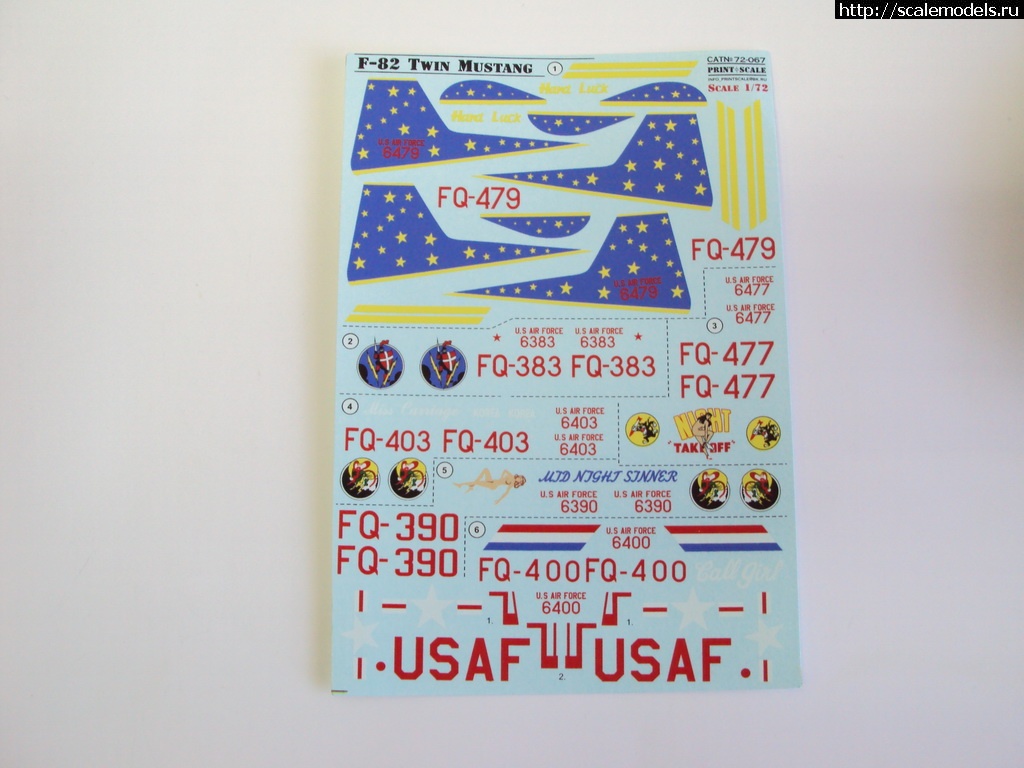 http://scalemodels.ru
F-82 TWIN MUSTANG
1
CAT№ 72-067
PRINT SCALE
SCALE 1/72
Hard Luck
Hard Luck
U.S AIR FORCE
6479
FQ-479
FQ-479
U.S AIR FORCE
6479
U.S AIR FORCE
6477
U.S AIR FORCE
6477
3
2
U.S AIR FORCE
6383
U.S AIR FORCE
6383
FQ-383
FQ-383
FQ-477
FQ-477
4
Miss Carriage
U.S AIR FORCE
6403
U.S AIR FORCE
6403
FQ-403
FQ-403
NIGHT
"TAKE OFF"
5
MID NIGHT SINNER
U.S AIR FORCE
6390
U.S AIR FORCE
6390
FQ-390
FQ-390
6
U.S AIR FORCE
6400
FQ-400
FQ-400
Call Girl
U.S AIR FORCE
6400
1.
1.
USAF
USAF
2.